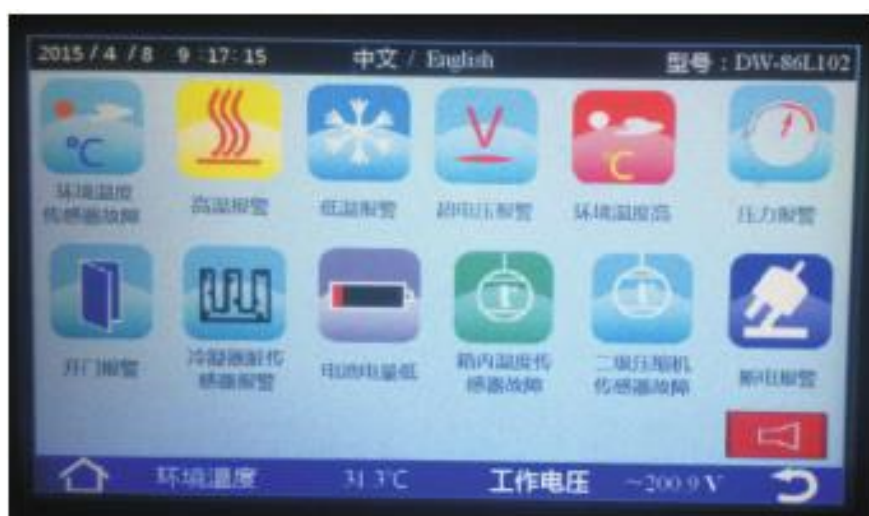 2015 / 4 / 8 9 : 17: 15 中文 / English 型号 : DW-86L102
°C
V
C
环境温度
传感器故障
高温报警
低温报警
超电压报警
环境温度高
压力报警
t
t
开门报警
冷凝器脏传
感器报警
电池电量低
箱内温度传
感器故障
二级压缩机
传感器故障
断电报警
环境温度 31.3℃ 工作电压 ~200.9 V